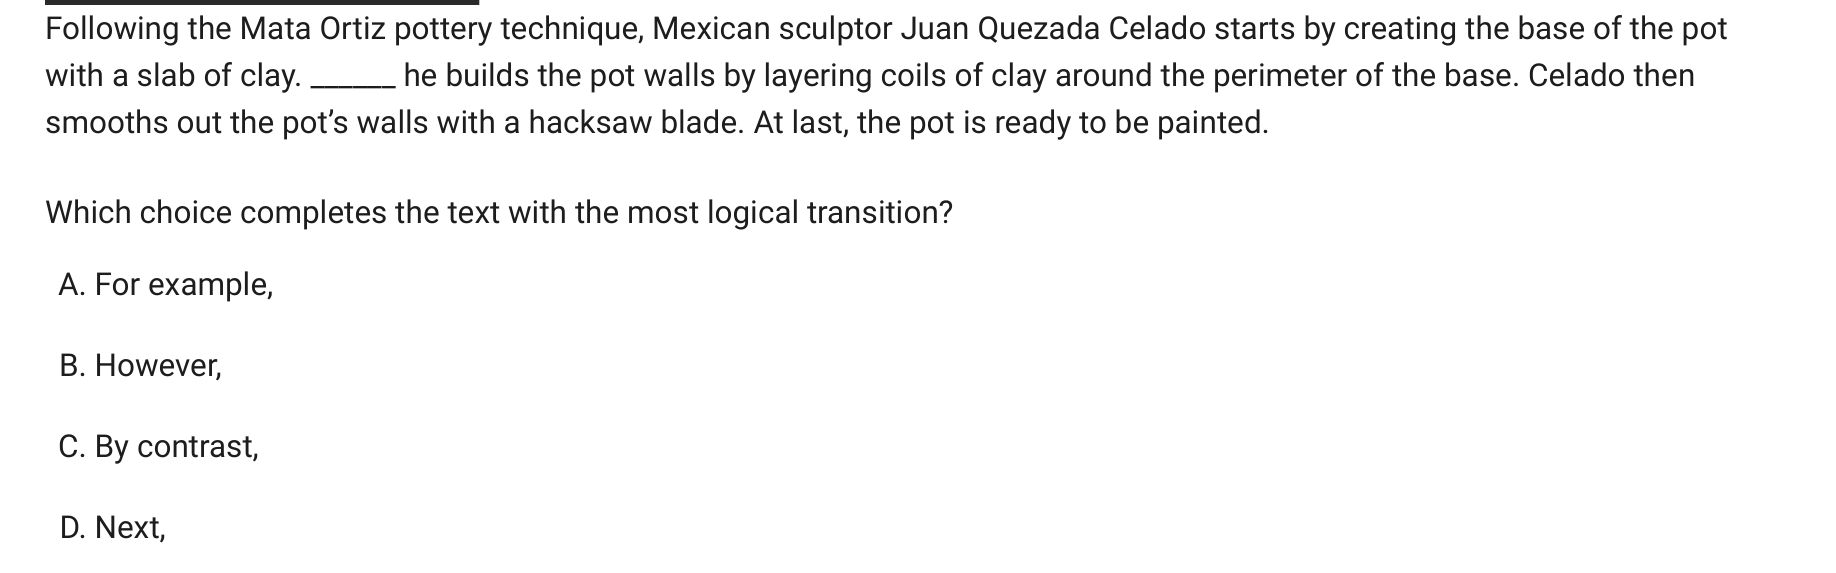 Following the Mata Ortiz pottery technique, Mexican sculptor Juan Quezada Celado starts by creating the base of the pot
with a slab of clay. ______ he builds the pot walls by layering coils of clay around the perimeter of the base. Celado then
smooths out the pot’s walls with a hacksaw blade. At last, the pot is ready to be painted.
Which choice completes the text with the most logical transition?
A. For example,
B. However,
C. By contrast,
D. Next,